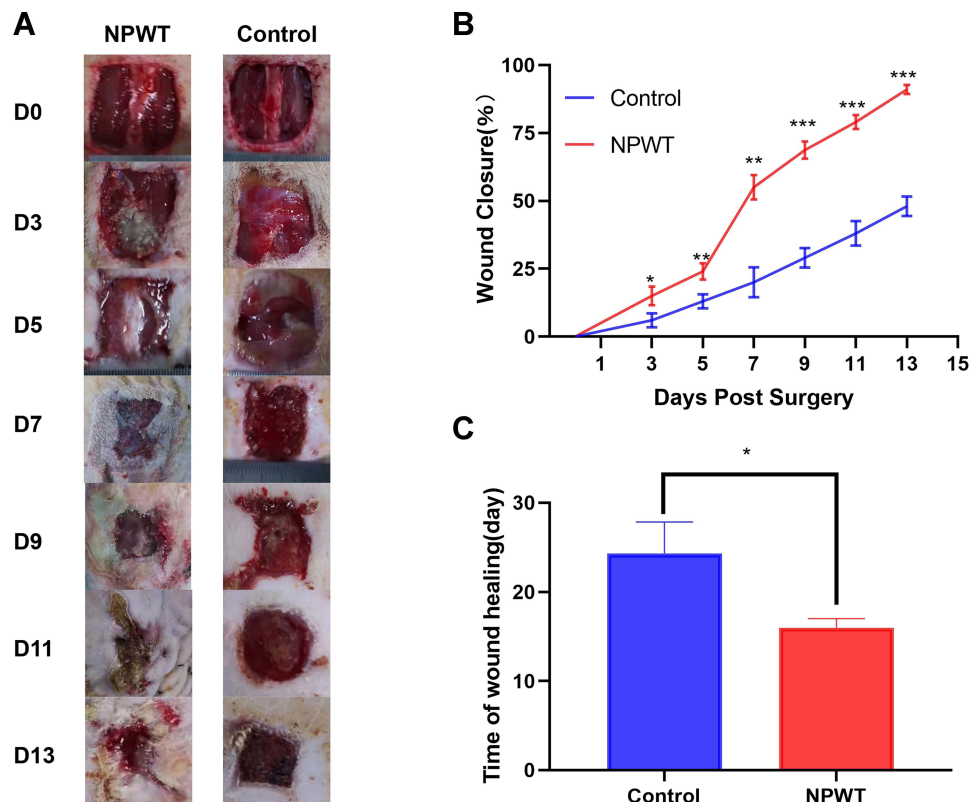 A
NPWT Control
D0
D3
D5
D7
D9
D11
D13
B
Wound Closure(%)
100
75
50
25
0
Control
NPWT
*
**
**
***
***
***
1 3 5 7 9 11 13 15
Days Post Surgery
C
Time of wound healing(day)
30
20
10
0
*
Control NPWT